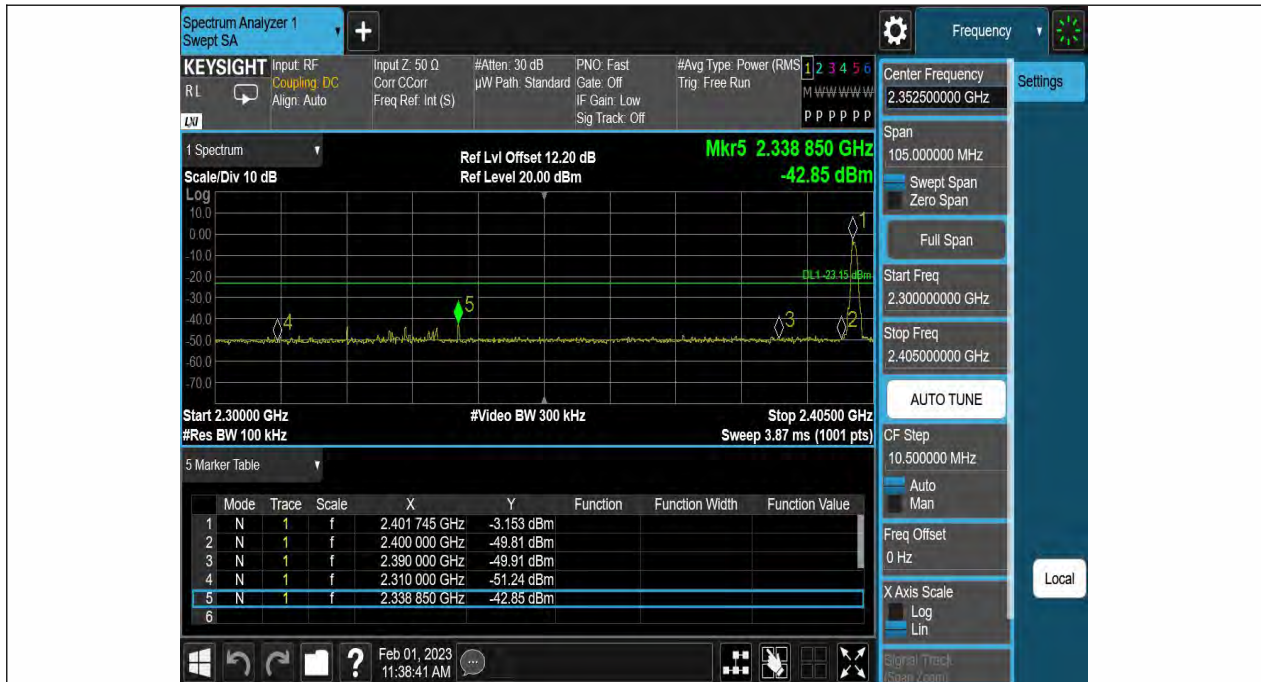 Spectrum Analyzer 1
Swept SA
+
Frequency
KEYSIGHT
RL
LXI
Input: RF
Coupling: DC
Align: Auto
Input Z: 50 Ω
Corr CCorr
Freq Ref: Int (S)
#Atten: 30 dB
µW Path: Standard
PNO: Fast
Gate: Off
IF Gain: Low
Sig Track: Off
#Avg Type: Power (RMS
Trig: Free Run
1 2 3 4 5 6
M W W W W W
P P P P P P
1 Spectrum
Scale/Div 10 dB
Ref Lvl Offset 12.20 dB
Ref Level 20.00 dBm
Mkr5 2.338 850 GHz
-42.85 dBm
Log
10.0
0.00
-10.0
-20.0
-30.0
-40.0
-50.0
-60.0
-70.0
DL1 -23.15 dBm
1
2
3
4
5
Start 2.30000 GHz
#Video BW 300 kHz
Stop 2.40500 GHz
#Res BW 100 kHz
Sweep 3.87 ms (1001 pts)
5 Marker Table
Mode Trace Scale X Y Function Function Width Function Value
1 N 1 f 2.401 745 GHz -3.153 dBm
2 N 1 f 2.400 000 GHz -49.81 dBm
3 N 1 f 2.390 000 GHz -49.91 dBm
4 N 1 f 2.310 000 GHz -51.24 dBm
5 N 1 f 2.338 850 GHz -42.85 dBm
6
?
Feb 01, 2023
11:38:41 AM
Center Frequency
2.352500000 GHz
Settings
Span
105.000000 MHz
Swept Span
Zero Span
Full Span
Start Freq
2.300000000 GHz
Stop Freq
2.405000000 GHz
AUTO TUNE
CF Step
10.500000 MHz
Auto
Man
Freq Offset
0 Hz
X Axis Scale
Log
Lin
Signal Track
(Span Zoom)
Local